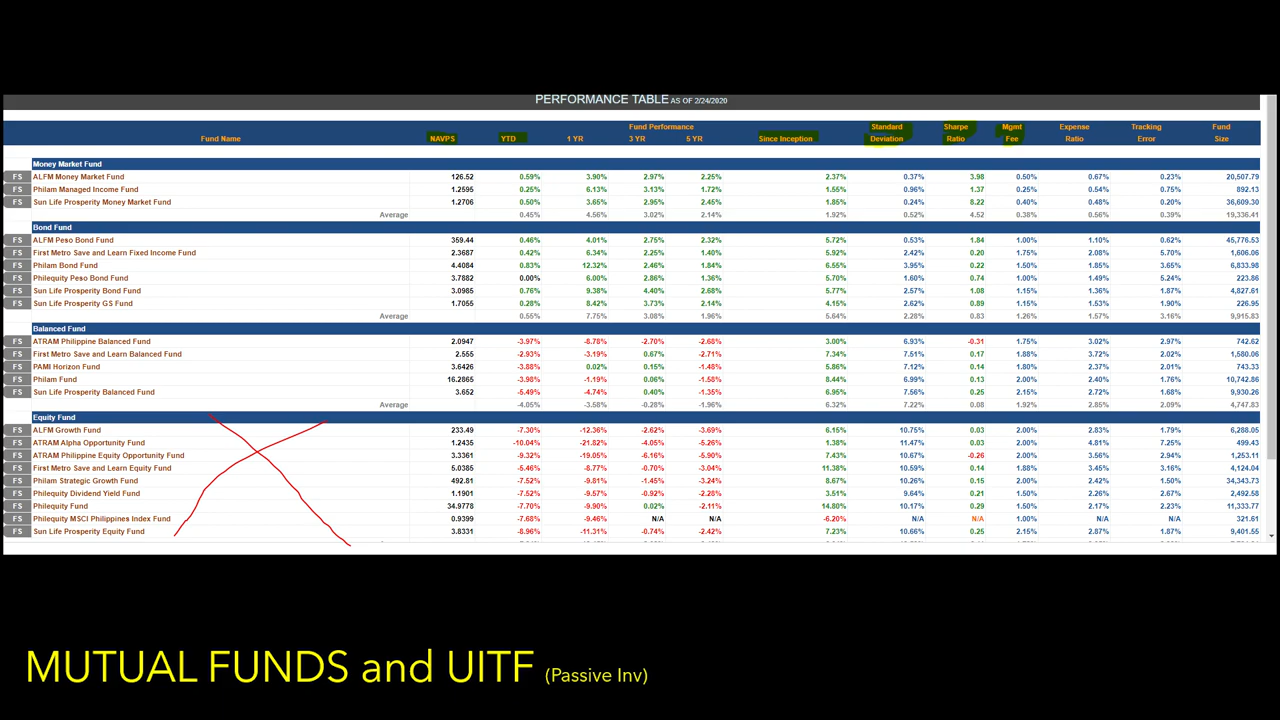 PERFORMANCE TABLE AS OF 2/24/2020
Fund Performance Standard Sharpe Mgmt Expense Tracking Fund
Fund Name NAVPS YTD 1 YR 3 YR 5 YR Since Inception Deviation Ratio Fee Ratio Error Size
Money Market Fund
FS ALFM Money Market Fund 126.52 0.59% 3.90% 2.97% 2.25% 2.37% 0.37% 3.98 0.50% 0.67% 0.23% 20,507.79
FS Philam Managed Income Fund 1.2595 0.25% 6.13% 3.13% 1.72% 1.55% 0.96% 1.37 0.25% 0.54% 0.75% 892.13
FS Sun Life Prosperity Money Market Fund 1.2706 0.50% 3.65% 2.95% 2.45% 1.85% 0.24% 8.22 0.40% 0.48% 0.20% 36,609.30
Average 0.45% 4.56% 3.02% 2.14% 1.92% 0.52% 4.52 0.38% 0.56% 0.39% 19,336.41
Bond Fund
FS ALFM Peso Bond Fund 359.44 0.46% 4.01% 2.75% 2.32% 5.72% 0.53% 1.84 1.00% 1.10% 0.62% 45,776.53
FS First Metro Save and Learn Fixed Income Fund 2.3687 0.42% 6.34% 2.25% 1.40% 5.92% 2.42% 0.20 1.75% 2.08% 5.70% 1,606.06
FS Philam Bond Fund 4.4084 0.83% 12.32% 2.46% 1.84% 6.55% 3.95% 0.22 1.50% 1.85% 3.65% 6,833.98
FS Philequity Peso Bond Fund 3.7882 0.00% 6.00% 2.86% 1.36% 5.70% 1.60% 0.74 1.00% 1.49% 5.24% 223.86
FS Sun Life Prosperity Bond Fund 3.0985 0.76% 9.38% 4.40% 2.68% 5.77% 2.57% 1.08 1.15% 1.36% 1.87% 4,827.61
FS Sun Life Prosperity GS Fund 1.7055 0.28% 8.42% 3.73% 2.14% 4.15% 2.62% 0.89 1.15% 1.53% 1.90% 226.95
Average 0.55% 7.75% 3.08% 1.96% 5.64% 2.28% 0.83 1.26% 1.57% 3.16% 9,915.83
Balanced Fund
FS ATRAM Philippine Balanced Fund 2.0947 -3.97% -8.78% -2.70% -2.68% 3.00% 6.93% -0.31 1.75% 3.02% 2.97% 742.62
FS First Metro Save and Learn Balanced Fund 2.555 -2.93% -3.19% 0.67% -2.71% 7.34% 7.51% 0.17 1.88% 3.72% 2.02% 1,580.06
FS PAMI Horizon Fund 3.6426 -3.88% 0.02% 0.15% -1.48% 5.86% 7.12% 0.14 1.80% 2.37% 2.01% 743.33
FS Philam Fund 16.2865 -3.98% -1.19% 0.06% -1.58% 8.44% 6.99% 0.13 2.00% 2.40% 1.76% 10,742.86
FS Sun Life Prosperity Balanced Fund 3.652 -5.49% -4.74% 0.40% -1.35% 6.95% 7.56% 0.25 2.15% 2.72% 1.68% 9,930.26
Average -4.05% -3.58% -0.28% -1.96% 6.32% 7.22% 0.08 1.92% 2.85% 2.09% 4,747.83
Equity Fund
FS ALFM Growth Fund 233.49 -7.30% -12.36% -2.62% -3.69% 6.15% 10.75% 0.03 2.00% 2.83% 1.79% 6,288.05
FS ATRAM Alpha Opportunity Fund 1.2435 -10.04% -21.82% -4.05% -5.26% 1.38% 11.47% 0.03 2.00% 4.81% 7.25% 499.43
FS ATRAM Philippine Equity Opportunity Fund 3.3361 -9.32% -19.05% -6.16% -5.90% 7.43% 10.67% -0.26 2.00% 3.56% 2.94% 1,253.11
FS First Metro Save and Learn Equity Fund 5.0385 -5.46% -8.77% -0.70% -3.04% 11.38% 10.59% 0.14 1.88% 3.45% 3.16% 4,124.04
FS Philam Strategic Growth Fund 492.81 -7.52% -9.81% -1.45% -3.24% 8.67% 10.26% 0.15 2.00% 2.42% 1.50% 34,343.73
FS Philequity Dividend Yield Fund 1.1901 -7.52% -9.57% -0.92% -2.28% 3.51% 9.64% 0.21 1.50% 2.26% 2.67% 2,492.58
FS Philequity Fund 34.9778 -7.70% -9.90% 0.02% -2.11% 14.80% 10.17% 0.29 1.50% 2.17% 2.23% 11,333.77
FS Philequity MSCI Philippines Index Fund 0.9399 -7.68% -9.46% N/A N/A -6.20% N/A N/A 1.00% N/A N/A 321.61
FS Sun Life Prosperity Equity Fund 3.8331 -8.96% -11.31% -0.74% -2.42% 7.23% 10.66% 0.25 2.15% 2.87% 1.87% 9,401.55
MUTUAL FUNDS and UITF (Passive Inv)